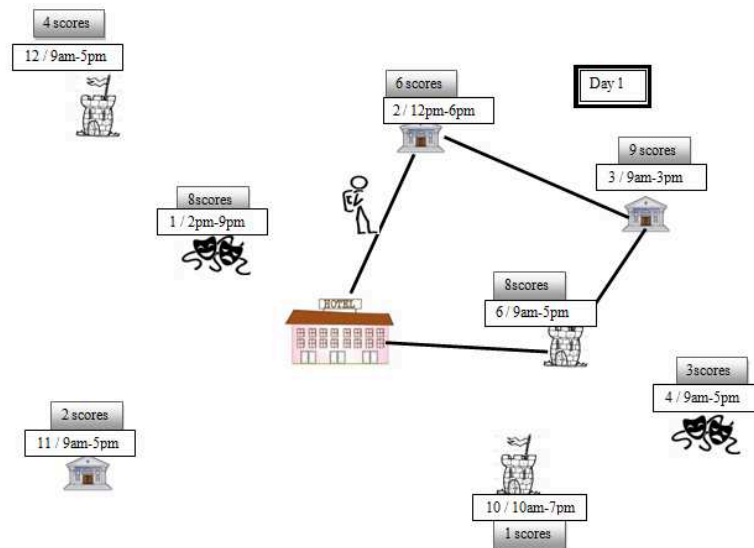 4 scores
12 / 9am-5pm
6 scores
2 / 12pm-6pm
Day 1
9 scores
3 / 9am-3pm
8scores
1 / 2pm-9pm
HOTEL
8scores
6 / 9am-5pm
3scores
4 / 9am-5pm
2 scores
11 / 9am-5pm
10 / 10am-7pm
1 scores